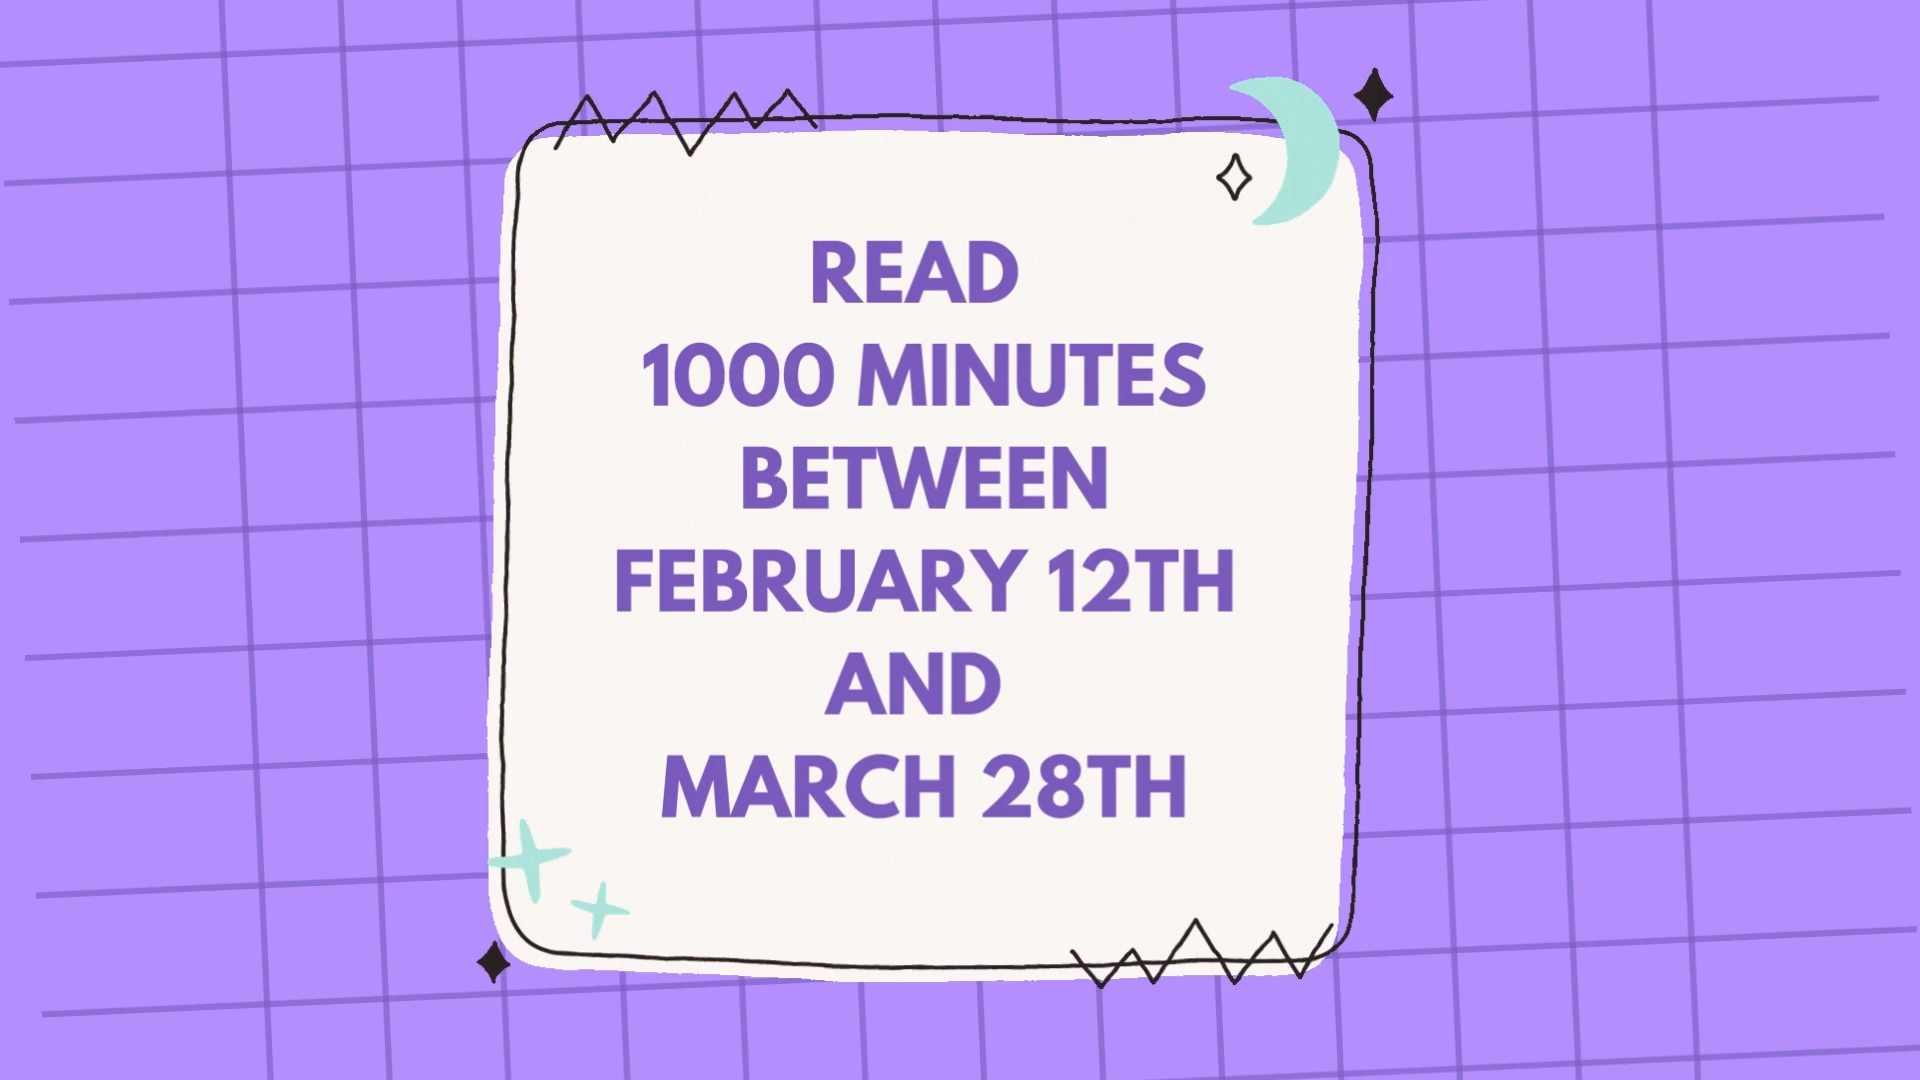 READ
1000 MINUTES
BETWEEN
FEBRUARY 12TH
AND
MARCH 28TH